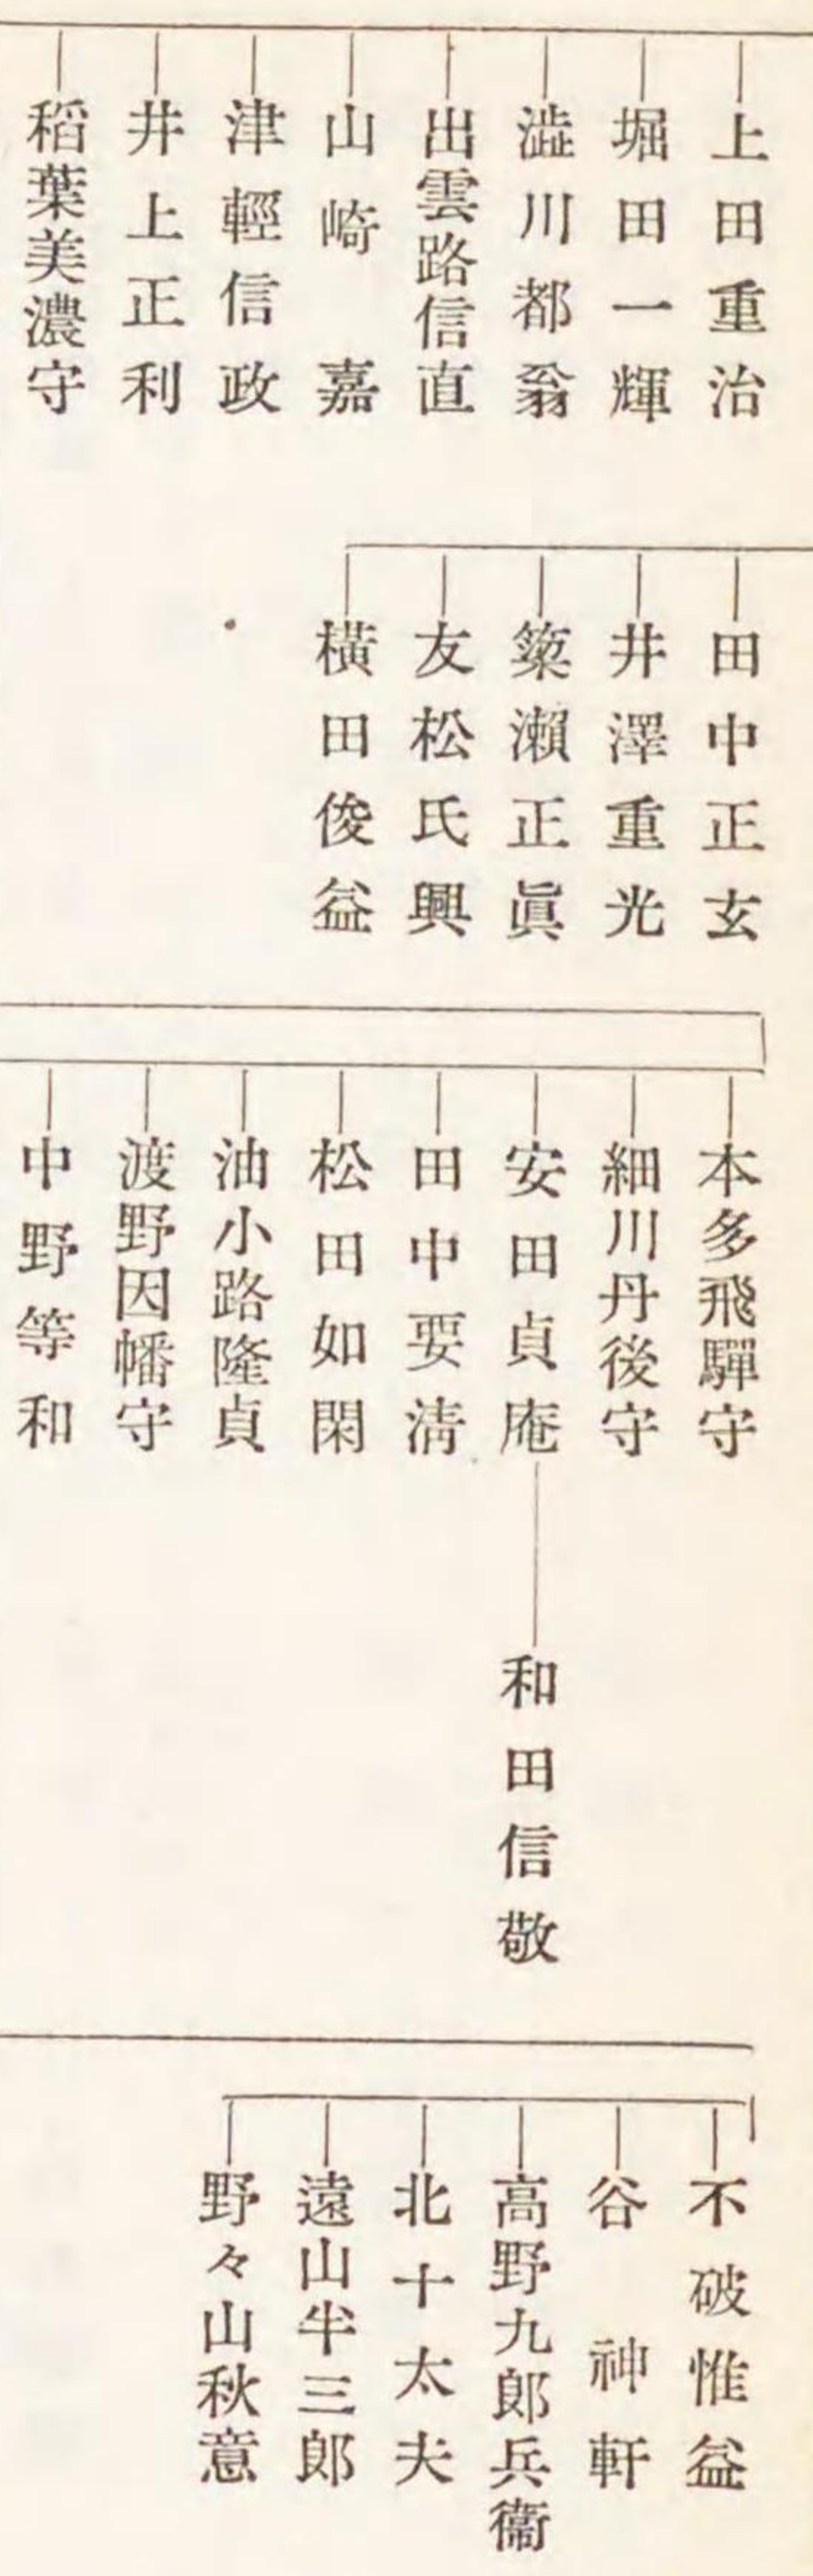 上田重治
堀田一輝
澁川都翁
出雲路信直
山崎嘉
津輕信政
井上正利
稻葉美濃守
田中正玄
井澤重光
簗瀨正眞
友松氏興
橫田俊益
本多飛驒守
細川丹後守
安田貞庵
和田信敬
田中要淸
松田如閑
油小路隆貞
渡野因幡守
中野等和
不破惟益
谷神軒
高野九郎兵衞
北十太夫
遠山半三郎
野々山秋意